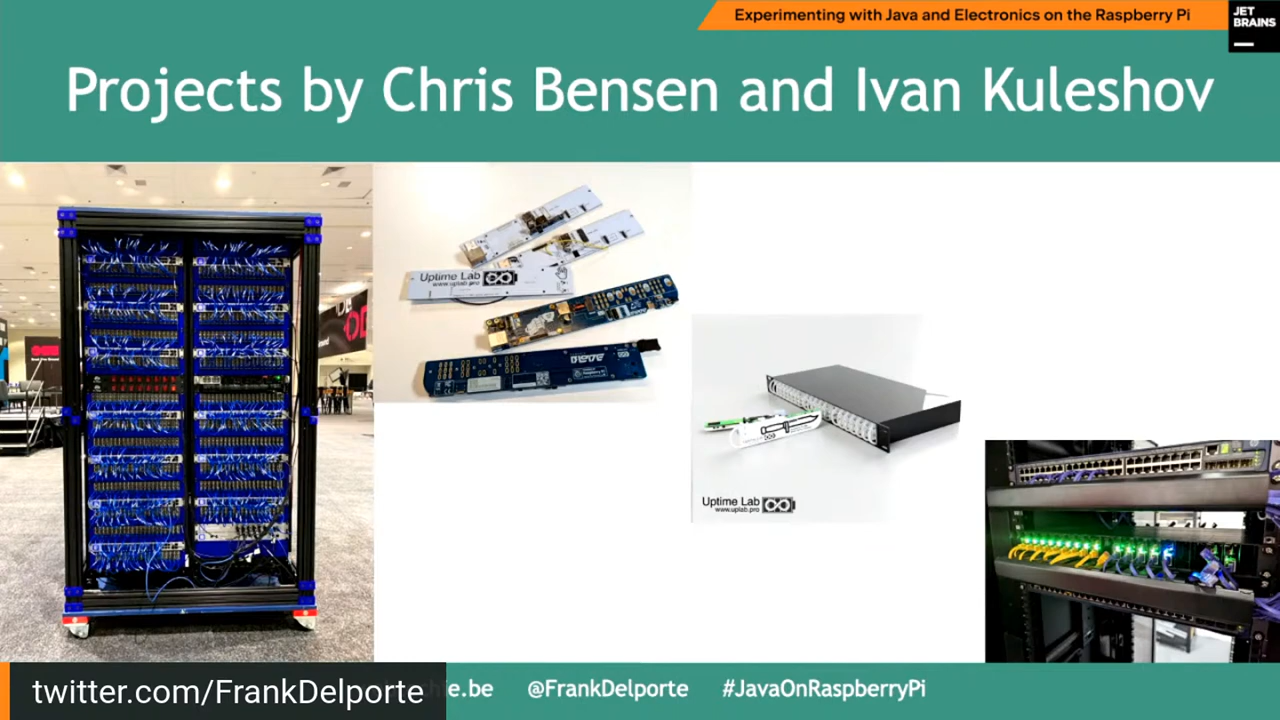 Experimenting with Java and Electronics on the Raspberry Pi
JET
BRAINS
Projects by Chris Bensen and Ivan Kuleshov
Uptime Lab
www.uplab.pro
Uptime Lab
www.uplab.pro
twitter.com/FrankDelporte
.be
@FrankDelporte
#JavaOnRaspberryPi